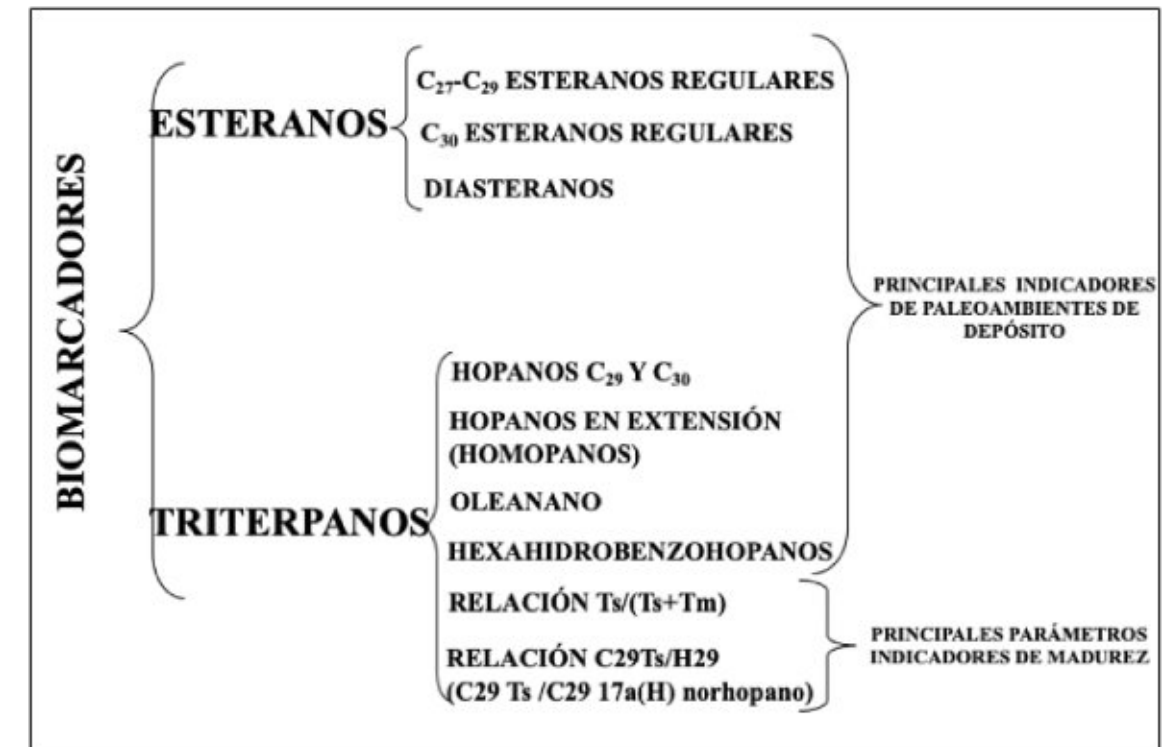 BIOMARCADORES
ESTERANOS
C₂₇-C₂₉ ESTERANOS REGULARES
C₃₀ ESTERANOS REGULARES
DIASTERANOS
TRITERPANOS
HOPANOS C₂₉ Y C₃₀
HOPANOS EN EXTENSIÓN
(HOMOPANOS)
OLEANANO
HEXAHIDROBENZOHOPANOS
RELACIÓN Ts/(Ts+Tm)
RELACIÓN C29Ts/H29
(C29 Ts /C29 17a(H) norhopano)
PRINCIPALES INDICADORES
DE PALEOAMBIENTES DE
DEPÓSITO
PRINCIPALES PARÁMETROS
INDICADORES DE MADUREZ